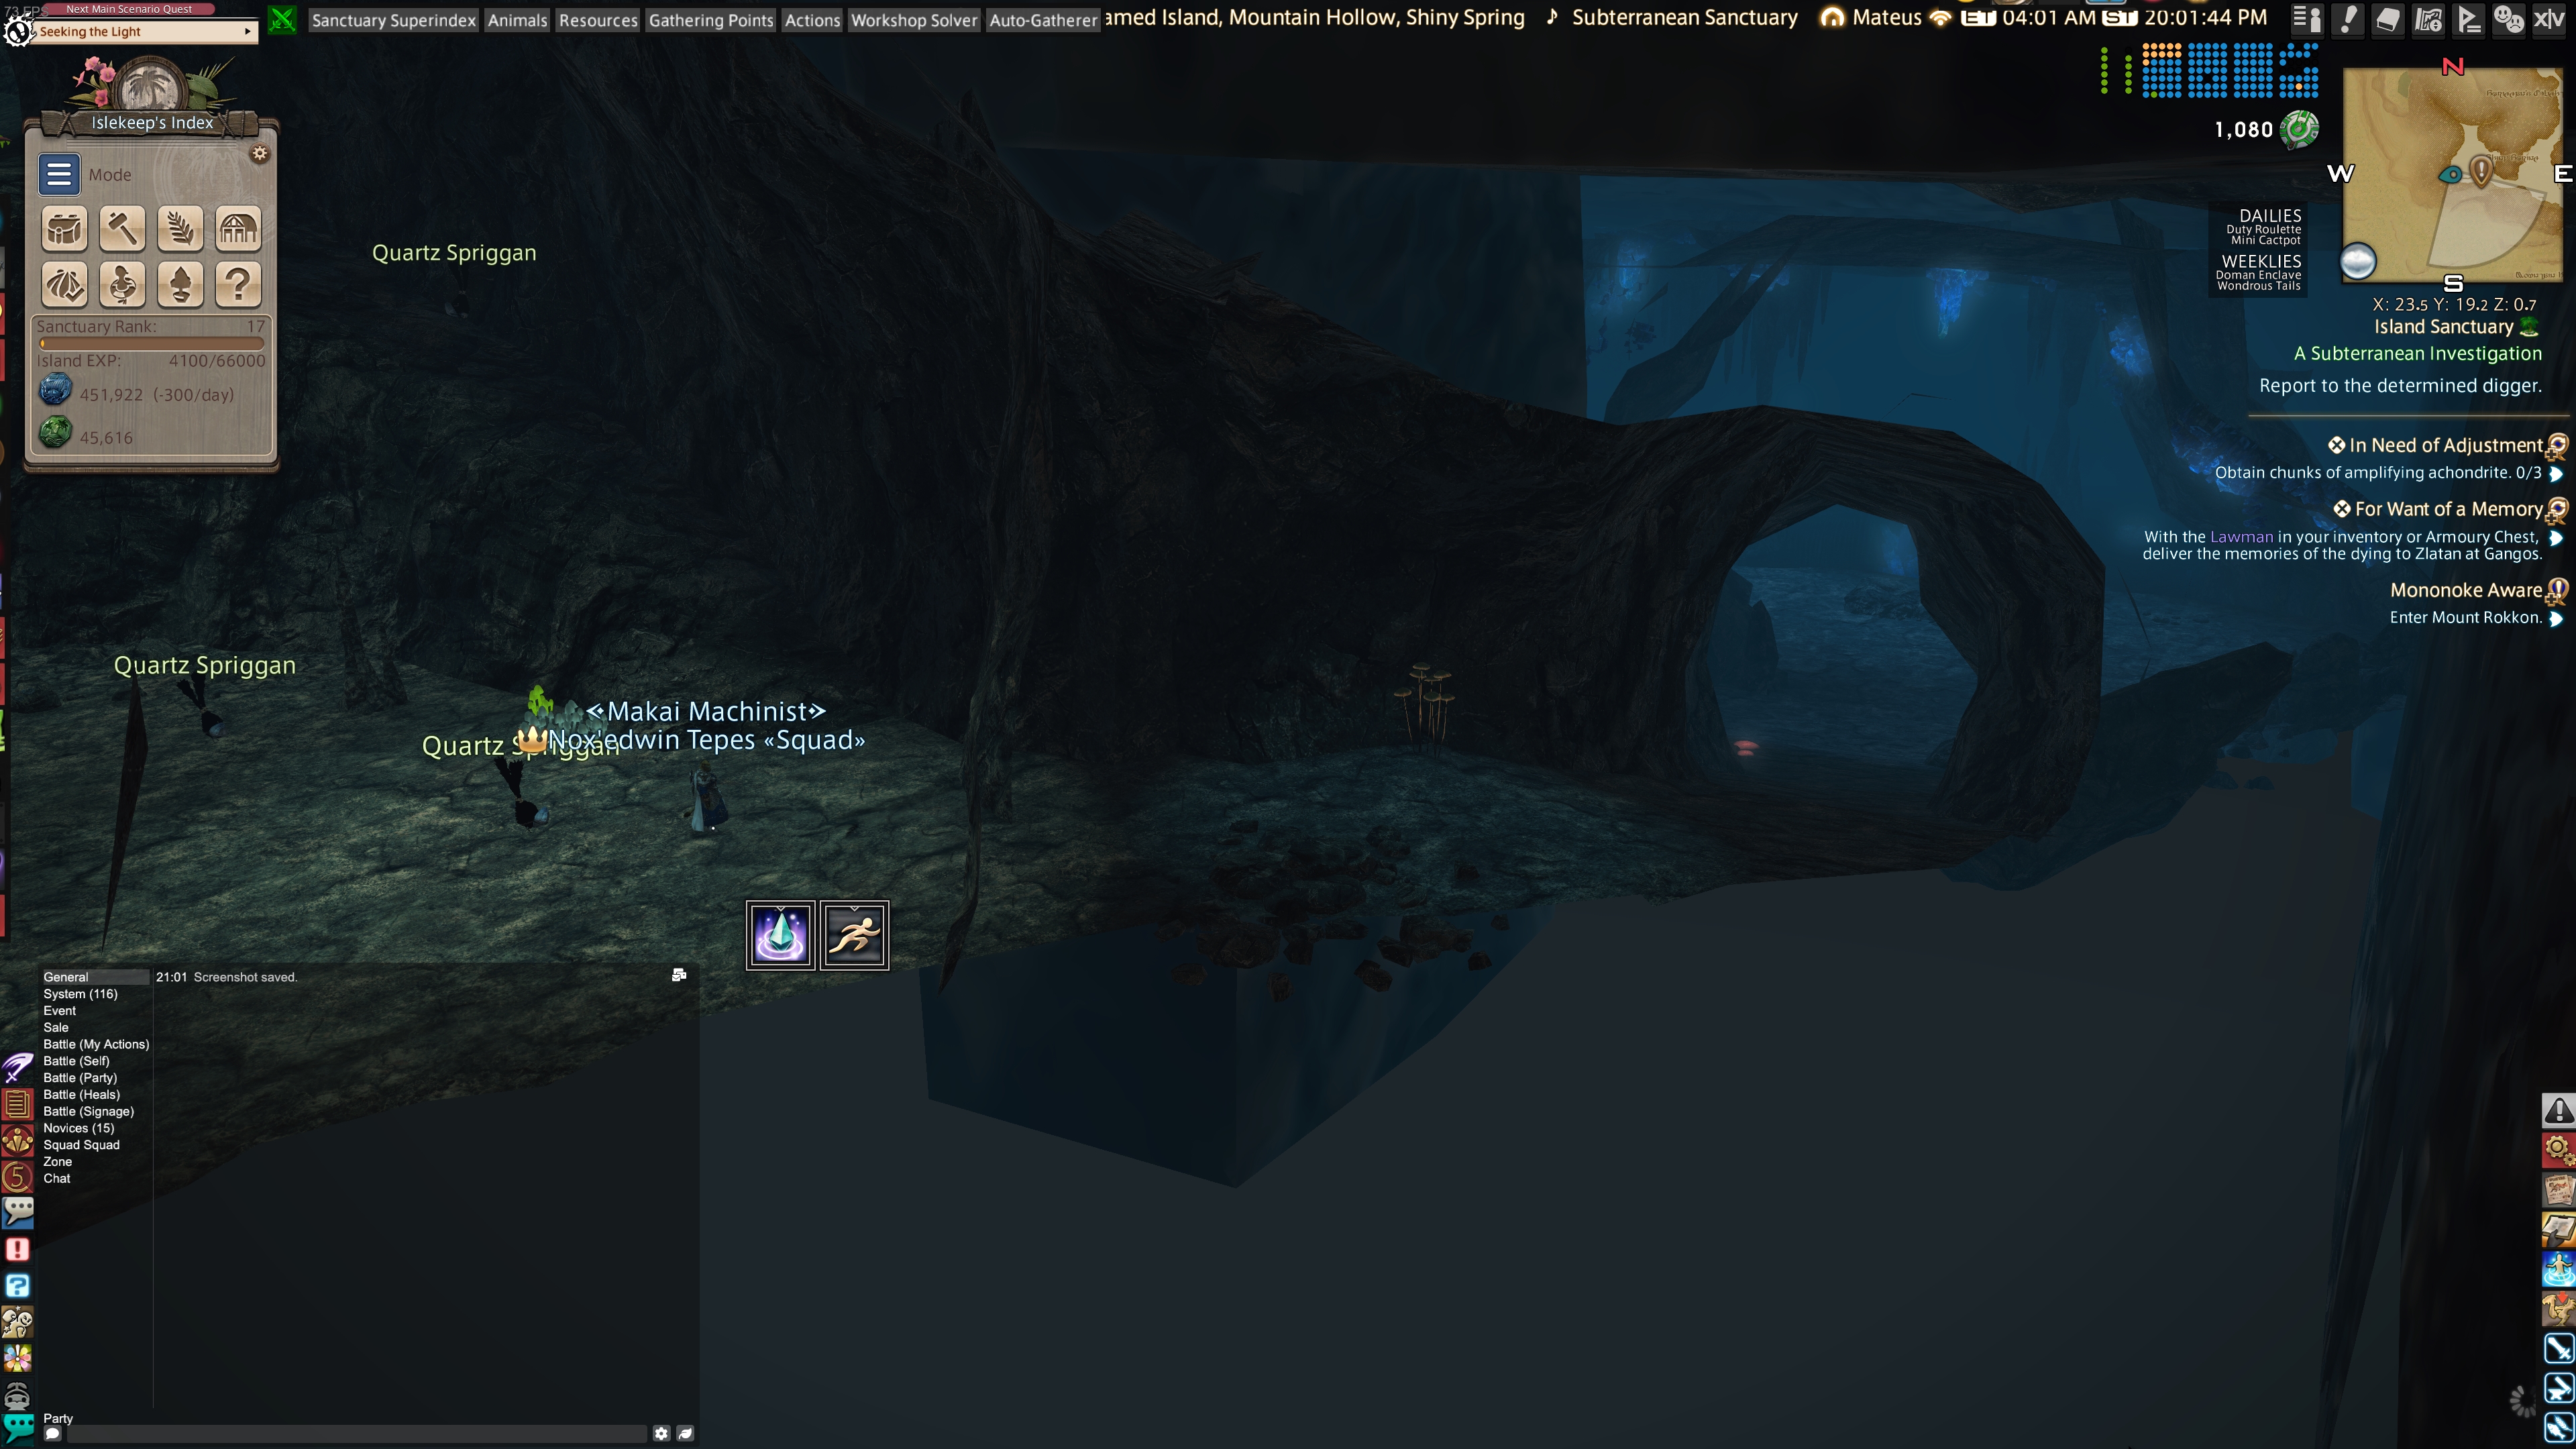 73 FPS
Next Main Scenario Quest
Seeking the Light
Sanctuary Superindex
Animals
Resources
Gathering Points
Actions
Workshop Solver
Auto-Gatherer
amed Island, Mountain Hollow, Shiny Spring
♪ Subterranean Sanctuary
Mateus
ET 04:01 AM ST 20:01:44 PM
XIV
Islekeep's Index
Mode
Sanctuary Rank: 17
Island EXP: 4100/66000
451,922 (-300/day)
45,616
Quartz Spriggan
Quartz Spriggan
Quartz Spriggan
Makai Machinist
Nox'edwin Tepes «Squad»
1,080
N
W
E
S
DAILIES
Duty Roulette
Mini Cactpot
WEEKLIES
Doman Enclave
Wondrous Tails
X: 23.5 Y: 19.2 Z: 0.7
Island Sanctuary
A Subterranean Investigation
Report to the determined digger.
In Need of Adjustment
Obtain chunks of amplifying achondrite. 0/3
For Want of a Memory
With the Lawman in your inventory or Armoury Chest,
deliver the memories of the dying to Zlatan at Gangos.
Mononoke Aware
Enter Mount Rokkon.
General
System (116)
Event
Sale
Battle (My Actions)
Battle (Self)
Battle (Party)
Battle (Heals)
Battle (Signage)
Novices (15)
Squad Squad
Zone
Chat
21:01 Screenshot saved.
5
Party